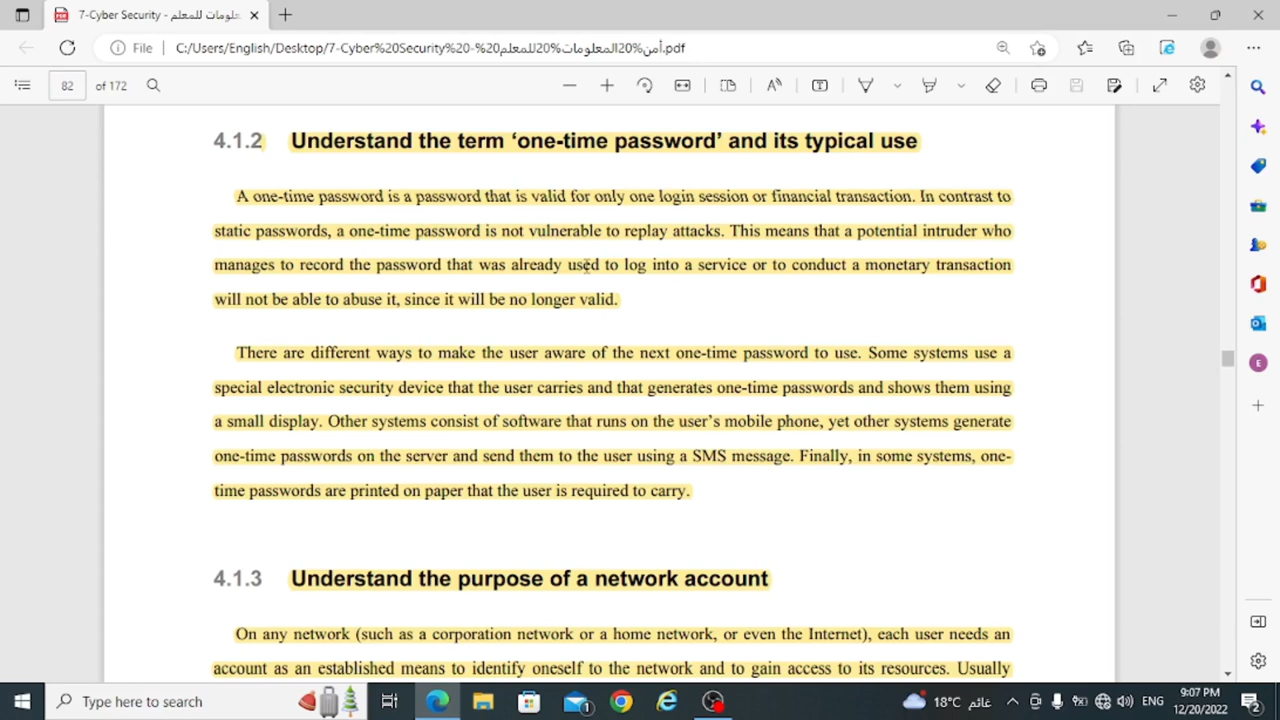 7-Cyber Security - أمن المعلومات للمعلم
File
C:/Users/English/Desktop/7-Cyber%20Security%20-%20أمن%20المعلومات%20للمعلم.pdf
82 of 172
4.1.2 Understand the term ‘one-time password’ and its typical use
A one-time password is a password that is valid for only one login session or financial transaction. In contrast to
static passwords, a one-time password is not vulnerable to replay attacks. This means that a potential intruder who
manages to record the password that was already used to log into a service or to conduct a monetary transaction
will not be able to abuse it, since it will be no longer valid.
There are different ways to make the user aware of the next one-time password to use. Some systems use a
special electronic security device that the user carries and that generates one-time passwords and shows them using
a small display. Other systems consist of software that runs on the user’s mobile phone, yet other systems generate
one-time passwords on the server and send them to the user using a SMS message. Finally, in some systems, one-
time passwords are printed on paper that the user is required to carry.
4.1.3 Understand the purpose of a network account
On any network (such as a corporation network or a home network, or even the Internet), each user needs an
account as an established means to identify oneself to the network and to gain access to its resources. Usually
Type here to search
1
18°C غائم
ENG
9:07 PM
12/20/2022
2
E